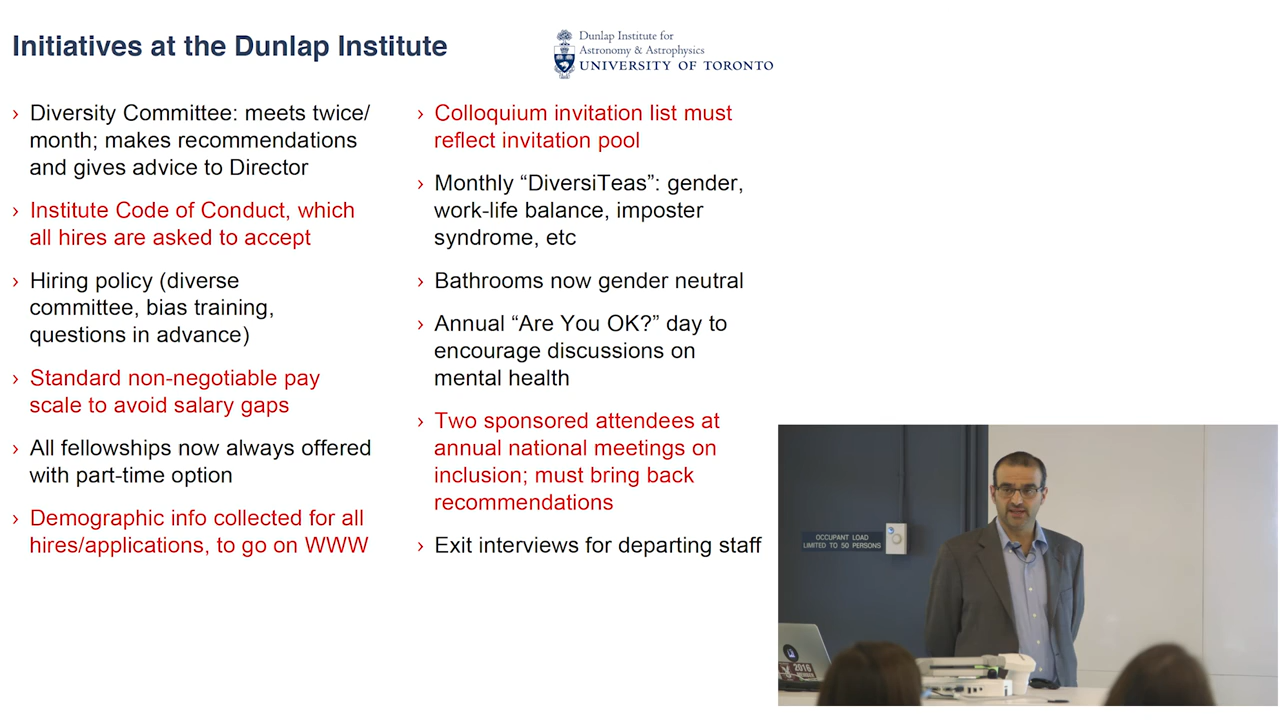 Initiatives at the Dunlap Institute
Dunlap Institute for
Astronomy & Astrophysics
UNIVERSITY OF TORONTO
› Diversity Committee: meets twice/
month; makes recommendations
and gives advice to Director
› Institute Code of Conduct, which
all hires are asked to accept
› Hiring policy (diverse
committee, bias training,
questions in advance)
› Standard non-negotiable pay
scale to avoid salary gaps
› All fellowships now always offered
with part-time option
› Demographic info collected for all
hires/applications, to go on WWW
› Colloquium invitation list must
reflect invitation pool
› Monthly “DiversiTeas”: gender,
work-life balance, imposter
syndrome, etc
› Bathrooms now gender neutral
› Annual “Are You OK?” day to
encourage discussions on
mental health
› Two sponsored attendees at
annual national meetings on
inclusion; must bring back
recommendations
› Exit interviews for departing staff
OCCUPANT LOAD
LIMITED TO 50 PERSONS
2016